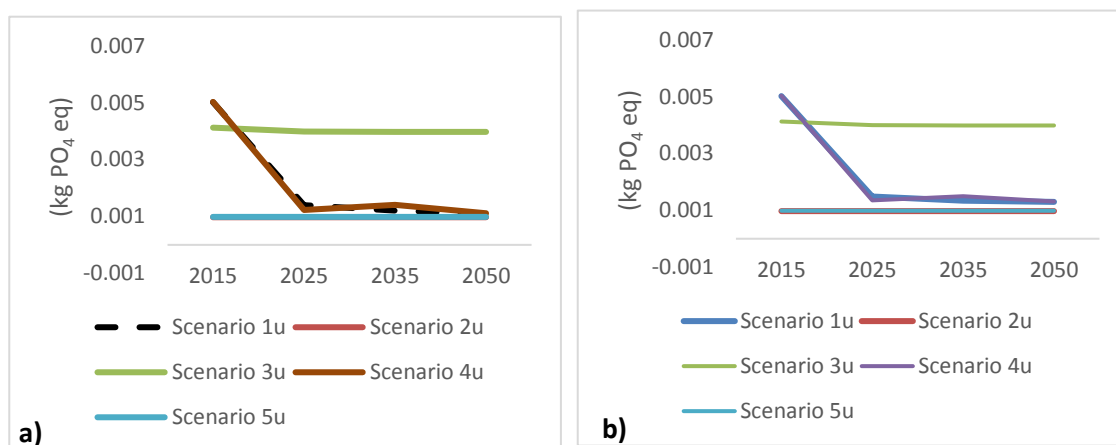 0.007
0.005
0.003
0.001
-0.001
(kg PO4 eq)
2015 2025 2035 2050
Scenario 1u Scenario 2u
Scenario 3u Scenario 4u
Scenario 5u
a)
0.007
0.005
0.003
0.001
-0.001
(kg PO4 eq)
2015 2025 2035 2050
Scenario 1u Scenario 2u
Scenario 3u Scenario 4u
Scenario 5u
b)